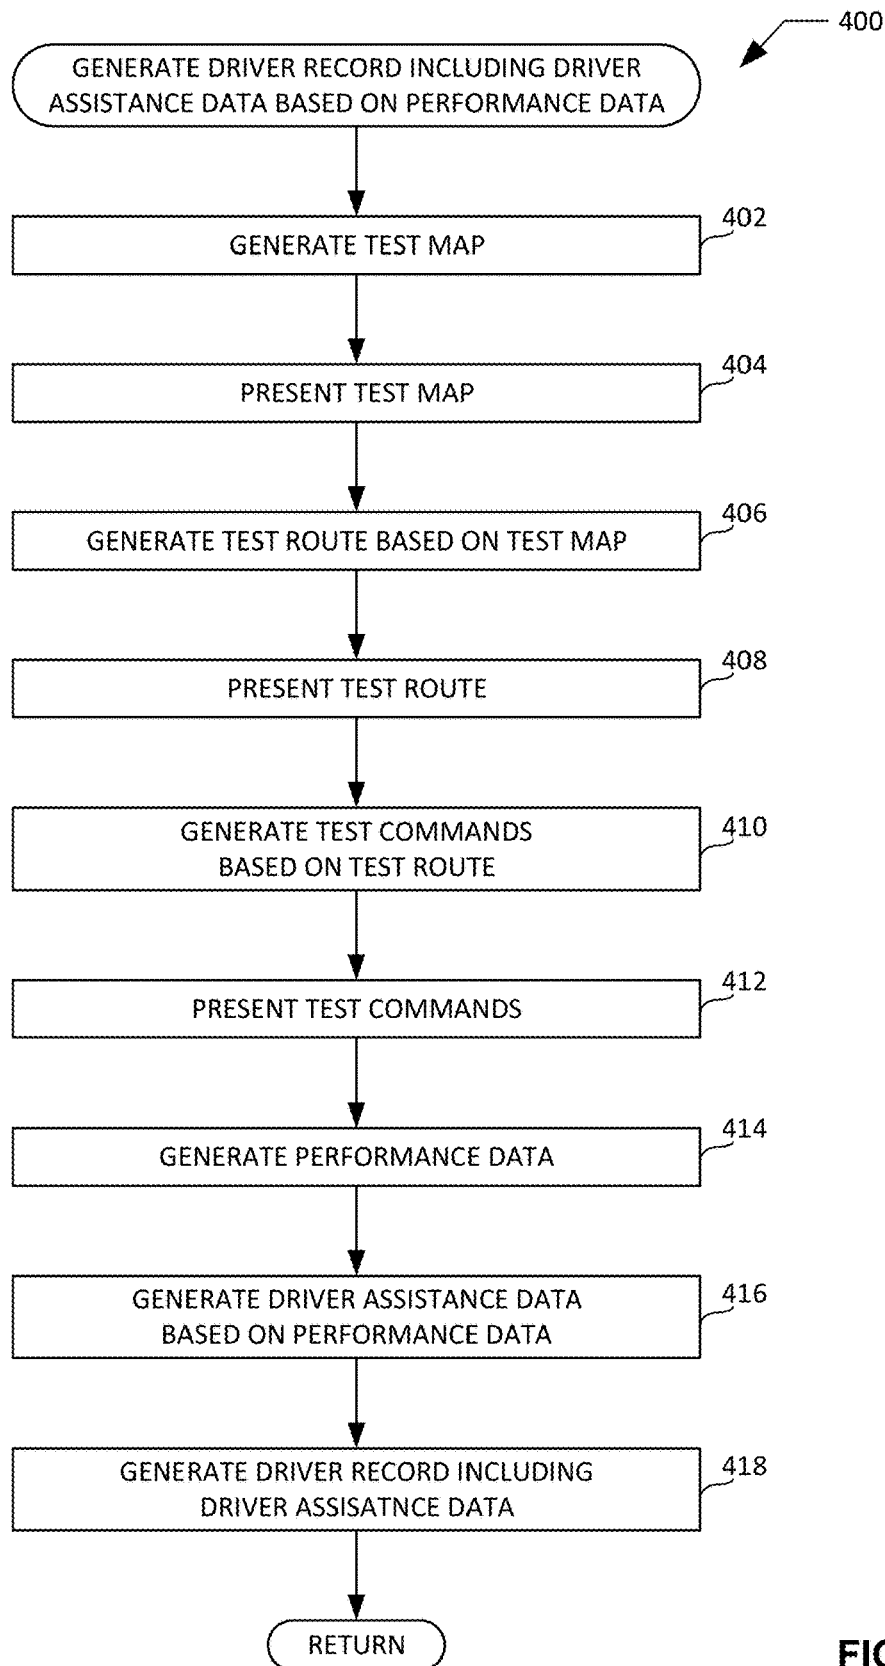 400
GENERATE DRIVER RECORD INCLUDING DRIVER
ASSISTANCE DATA BASED ON PERFORMANCE DATA
402
GENERATE TEST MAP
404
PRESENT TEST MAP
406
GENERATE TEST ROUTE BASED ON TEST MAP
408
PRESENT TEST ROUTE
410
GENERATE TEST COMMANDS
BASED ON TEST ROUTE
412
PRESENT TEST COMMANDS
414
GENERATE PERFORMANCE DATA
416
GENERATE DRIVER ASSISTANCE DATA
BASED ON PERFORMANCE DATA
418
GENERATE DRIVER RECORD INCLUDING
DRIVER ASSISATNCE DATA
RETURN